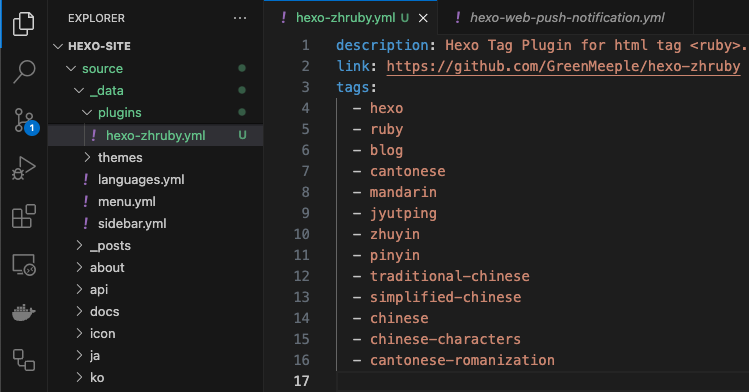 EXPLORER
HEXO-SITE
source
_data
plugins
hexo-zhruby.yml U
themes
languages.yml
menu.yml
sidebar.yml
_posts
about
api
docs
icon
ja
ko
1
hexo-zhruby.yml U
hexo-web-push-notification.yml
1 description: Hexo Tag Plugin for html tag <ruby>.
2 link: https://github.com/GreenMeeple/hexo-zhruby
3 tags:
4 - hexo
5 - ruby
6 - blog
7 - cantonese
8 - mandarin
9 - jyutping
10 - zhuyin
11 - pinyin
12 - traditional-chinese
13 - simplified-chinese
14 - chinese
15 - chinese-characters
16 - cantonese-romanization
17